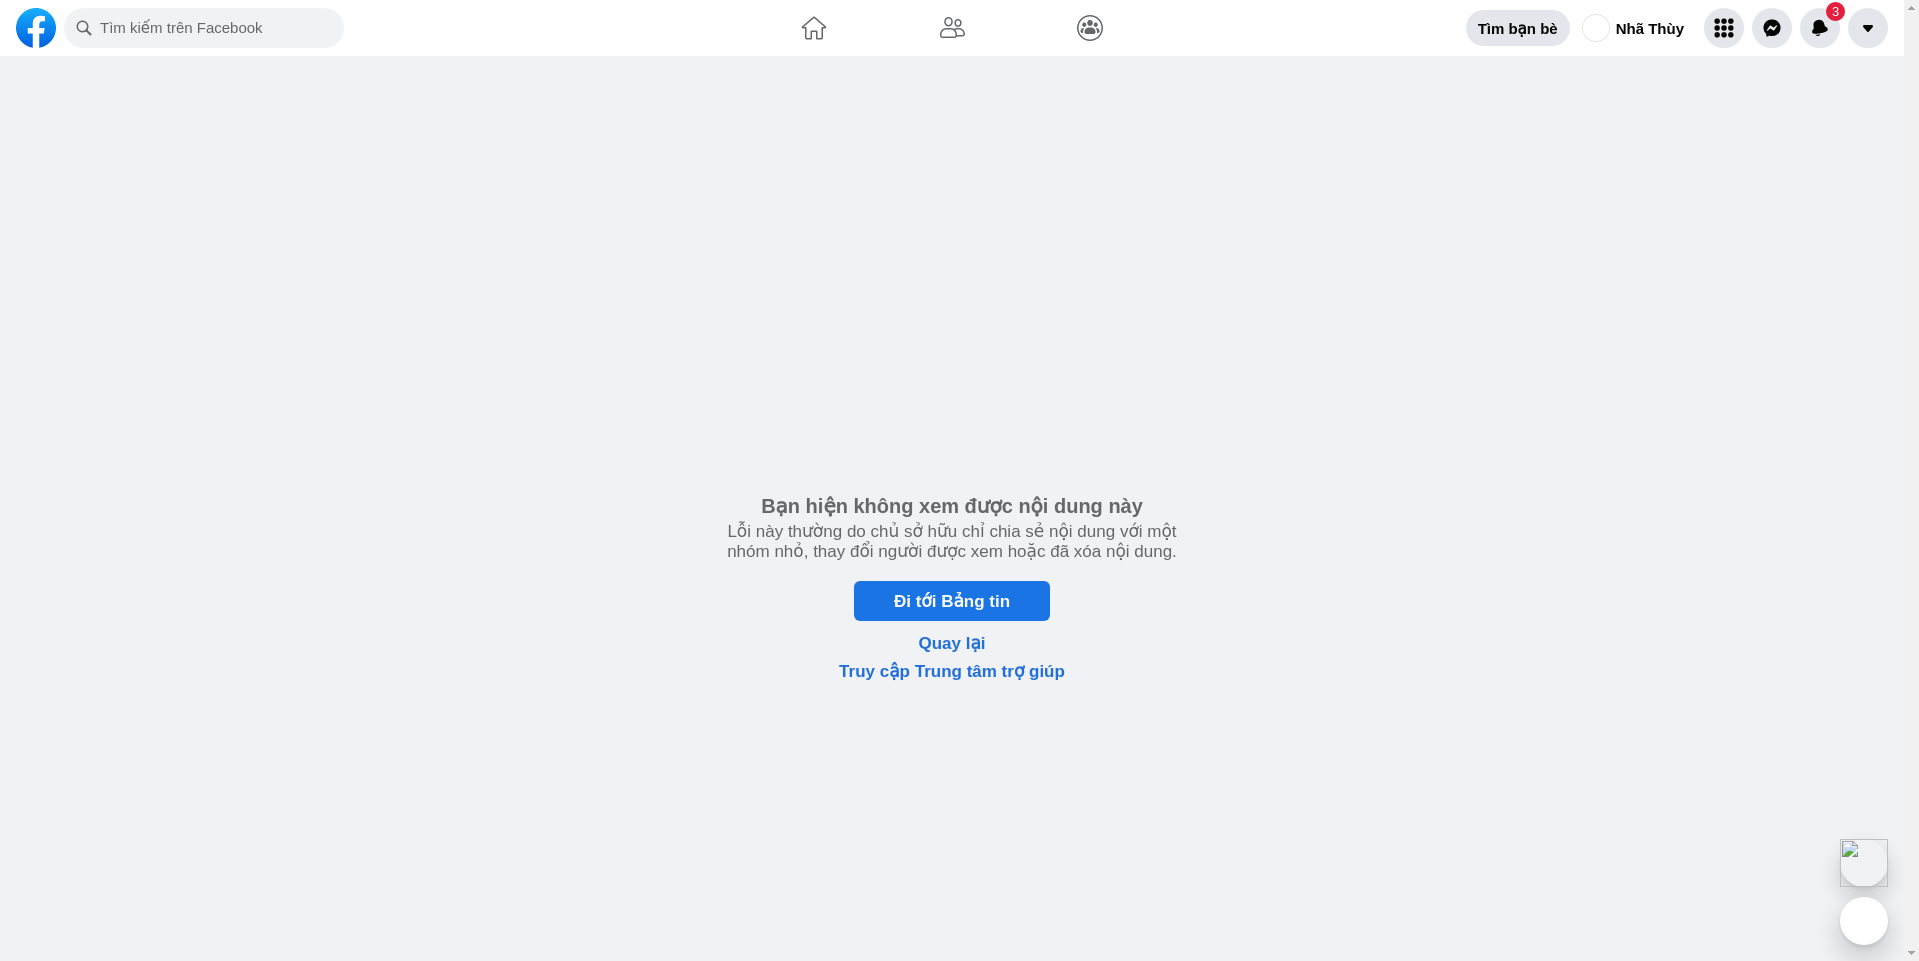 Tìm kiếm trên Facebook
Tìm bạn bè
Nhã Thùy
3
Bạn hiện không xem được nội dung này
Lỗi này thường do chủ sở hữu chỉ chia sẻ nội dung với một
nhóm nhỏ, thay đổi người được xem hoặc đã xóa nội dung.
Đi tới Bảng tin
Quay lại
Truy cập Trung tâm trợ giúp